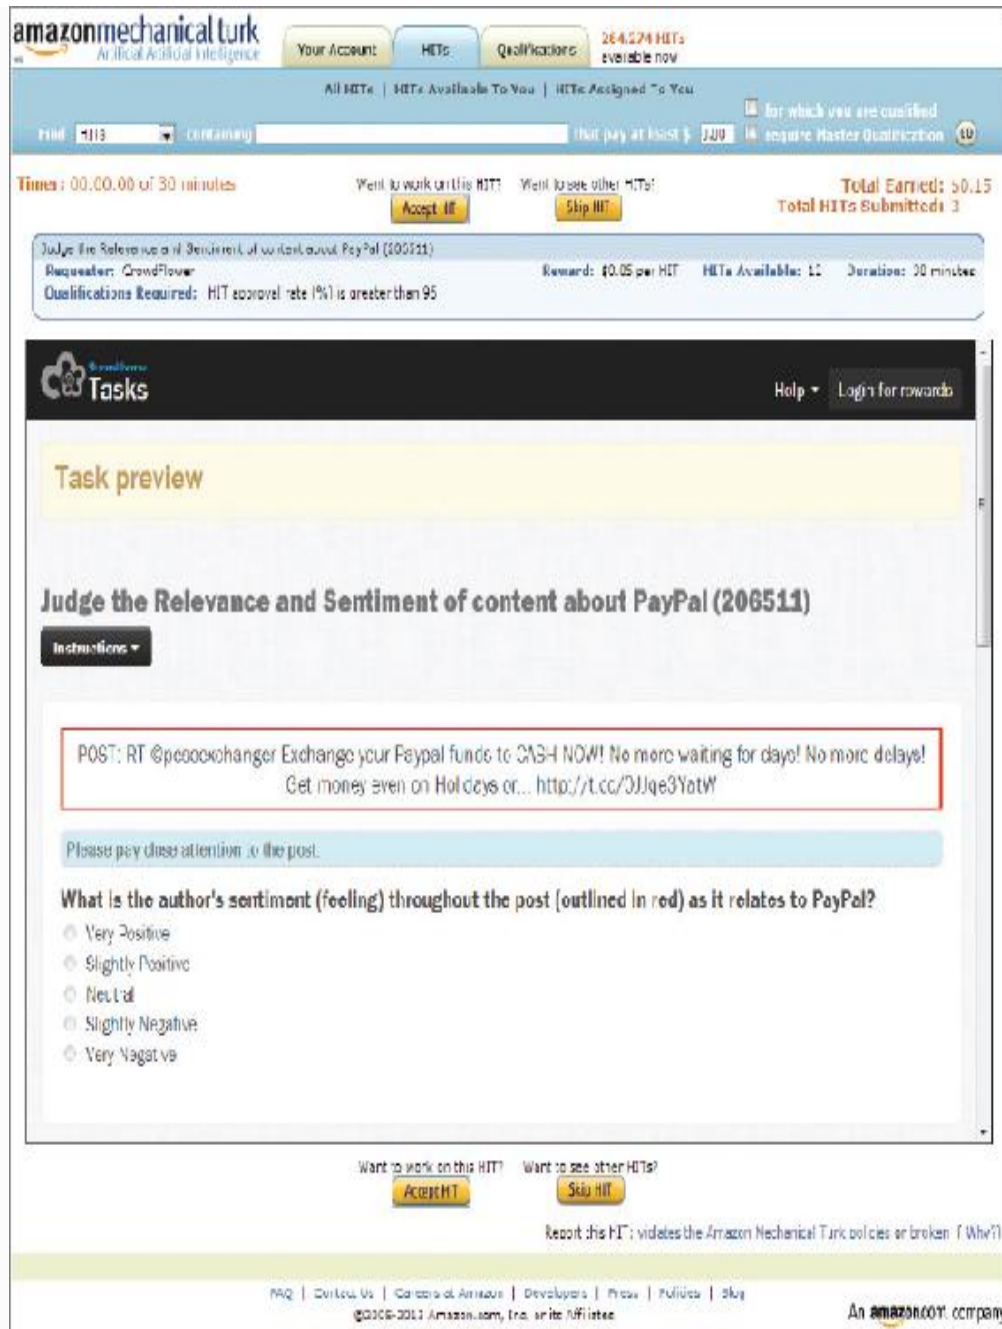 amazonmechanical turk
Artificial Artificial Intelligence
Your Account HITs Qualifications
264,274 HITs
available now
All HITs | HITs Available To You | HITs Assigned To You
for which you are qualified
Find HITs containing that pay at least $ 0.00 require Master Qualification GO
Timer: 00:00:00 of 30 minutes
Want to work on this HIT? Want to see other HITs?
Accept HIT Skip HIT
Total Earned: $0.15
Total HITs Submitted: 3
Judge the Relevance and Sentiment of content about PayPal (206511)
Requester: CrowdFlower Reward: $0.05 per HIT HITs Available: 12 Duration: 30 minutes
Qualifications Required: HIT approval rate (%) is greater than 95
Tasks
Help Login for rewards
Task preview
Judge the Relevance and Sentiment of content about PayPal (206511)
Instructions
POST: RT @pesoexchanger Exchange your Paypal funds to CASH NOW! No more waiting for days! No more delays!
Get money even on Holidays or...
Please pay close attention to the post.
What is the author's sentiment (feeling) throughout the post (outlined in red) as it relates to PayPal?
Very Positive
Slightly Positive
Neutral
Slightly Negative
Very Negative
Want to work on this HIT? Want to see other HITs?
Accept HIT Skip HIT
Report this HIT: violates the Amazon Mechanical Turk policies or broken (Why?)
FAQ | Contact Us | Careers at Amazon | Developers | Press | Policies | Blog
Amazon.com, Inc. or its Affiliates
An amazon.com company